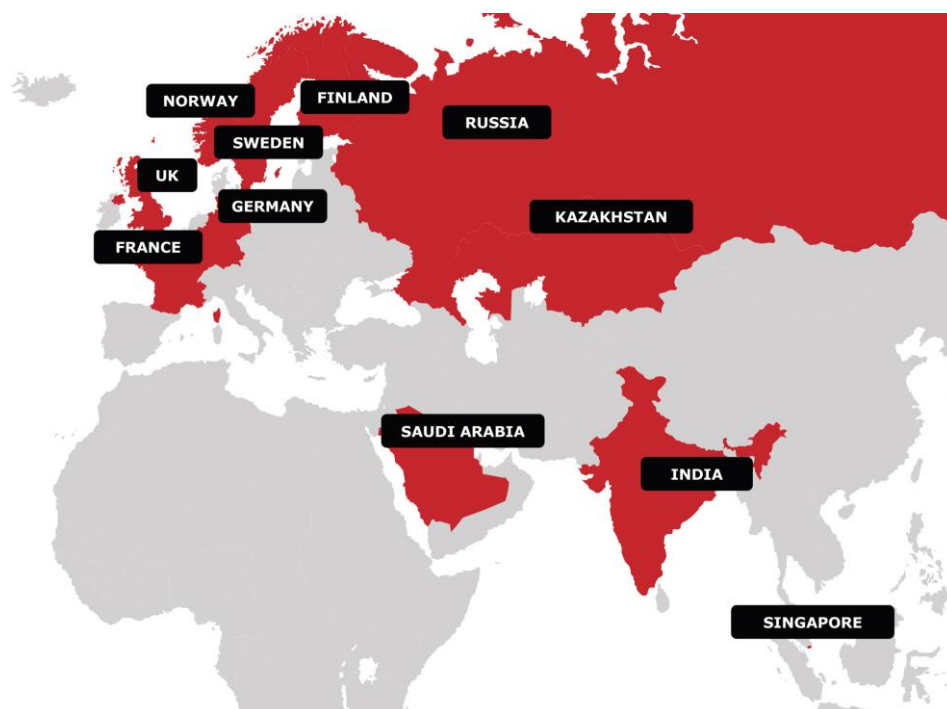 NORWAY
FINLAND
RUSSIA
SWEDEN
UK
GERMANY
KAZAKHSTAN
FRANCE
SAUDI ARABIA
INDIA
SINGAPORE